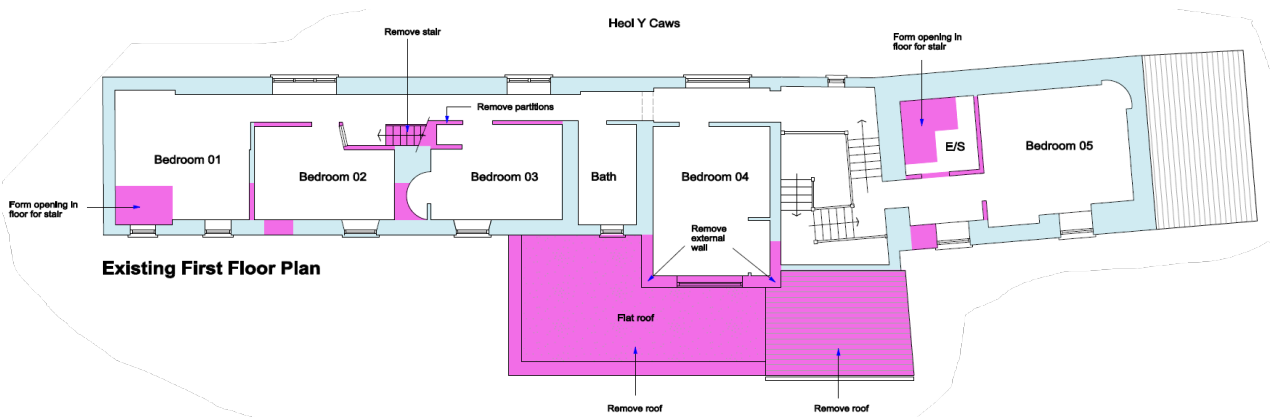 Heol Y Caws
Remove stair
Form opening in
floor for stair
Remove partitions
E/S
Bedroom 05
Bedroom 01
Bedroom 02
Bedroom 03
Bath
Bedroom 04
Form opening in
floor for stair
Remove
external
wall
Existing First Floor Plan
Flat roof
Remove roof
Remove roof